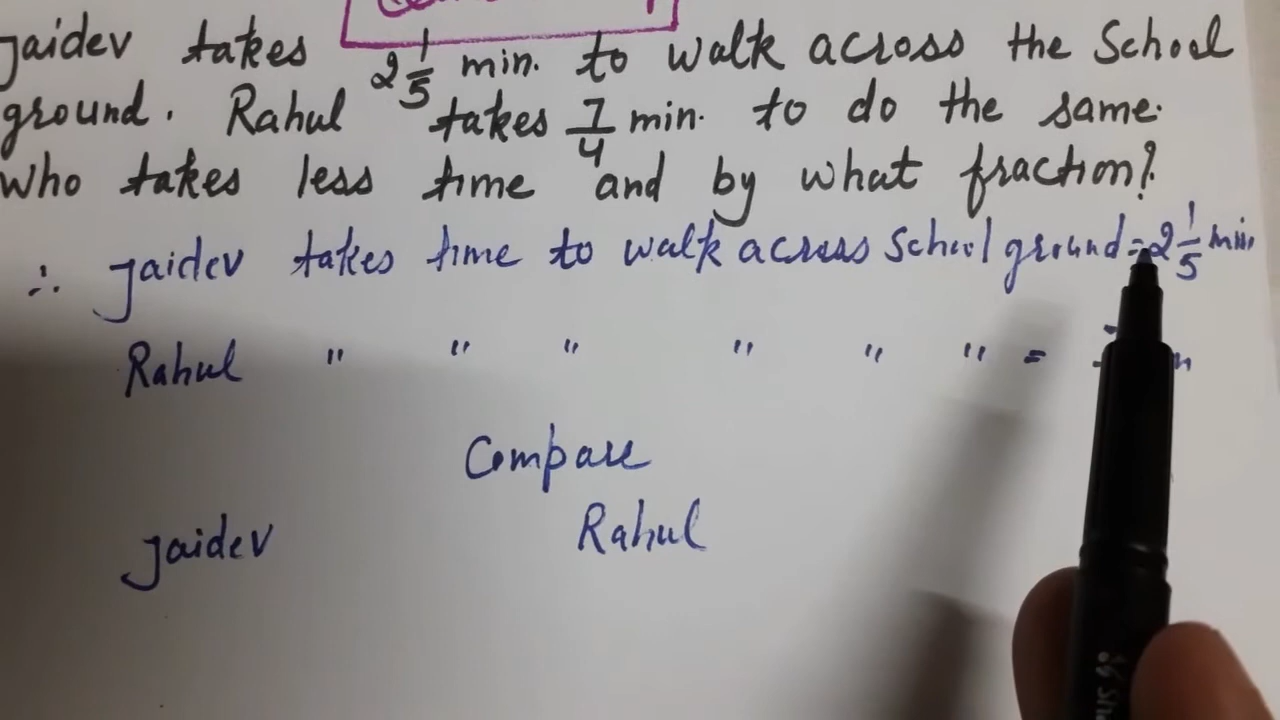 Jaidev takes 2 1/5 min. to walk across the School
ground. Rahul takes 7/4 min. to do the same.
Who takes less time and by what fraction?
∴ Jaidev takes time to walk across School ground = 2 1/5 min
Rahul " " " " " " =
Compare
Jaidev Rahul